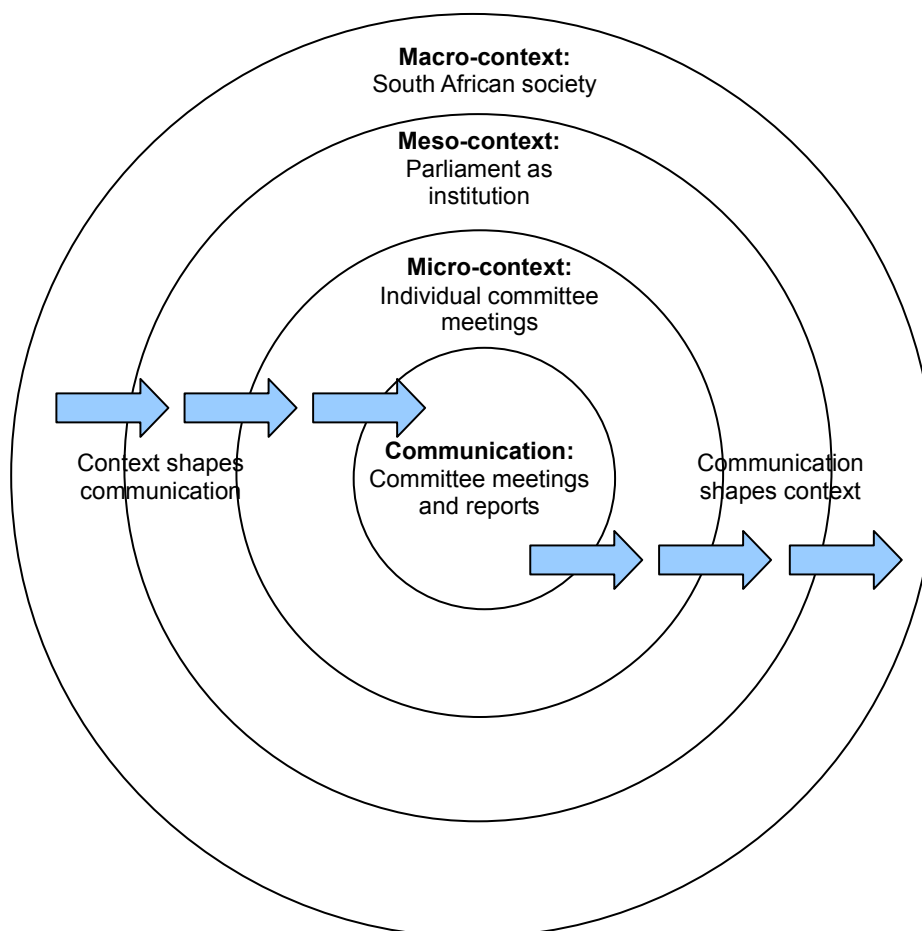 Macro-context:
South African society
Meso-context:
Parliament as
institution
Micro-context:
Individual committee
meetings
Communication:
Committee meetings
and reports
Context shapes
communication
Communication
shapes context